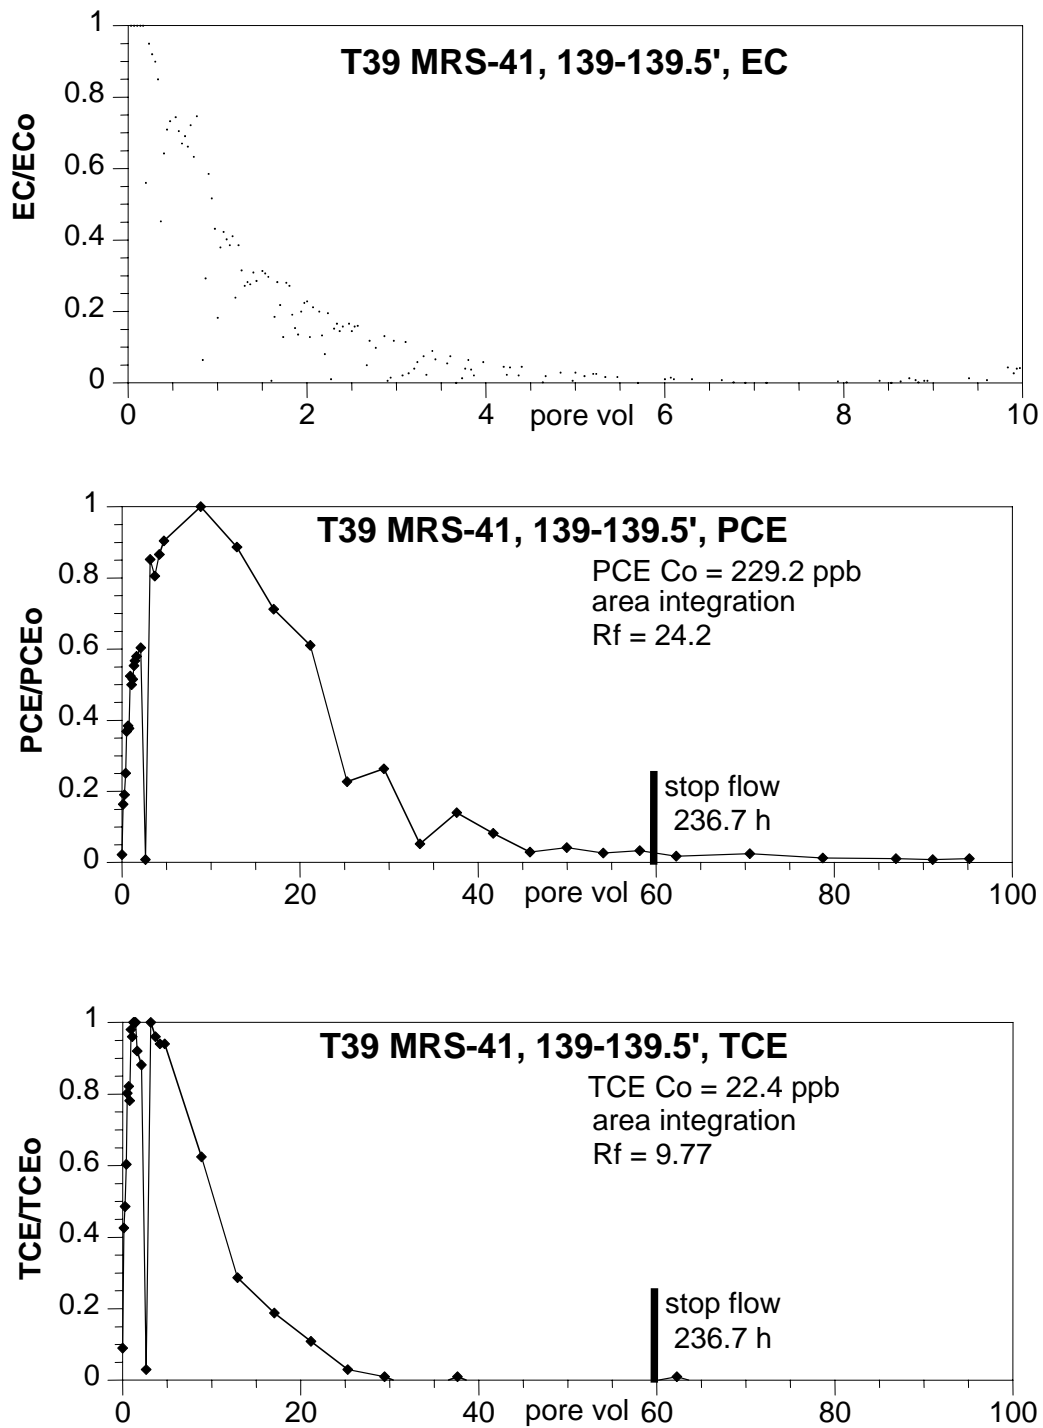 T39 MRS-41, 139-139.5', EC
EC/ECo
1
0.8
0.6
0.4
0.2
0
0 2 4 6 8 10
pore vol
T39 MRS-41, 139-139.5', PCE
PCE Co = 229.2 ppb
area integration
Rf = 24.2
PCE/PCEo
1
0.8
0.6
0.4
0.2
0
stop flow
236.7 h
0 20 40 60 80 100
pore vol
T39 MRS-41, 139-139.5', TCE
TCE Co = 22.4 ppb
area integration
Rf = 9.77
TCE/TCEo
1
0.8
0.6
0.4
0.2
0
stop flow
236.7 h
0 20 40 60 80 100
pore vol